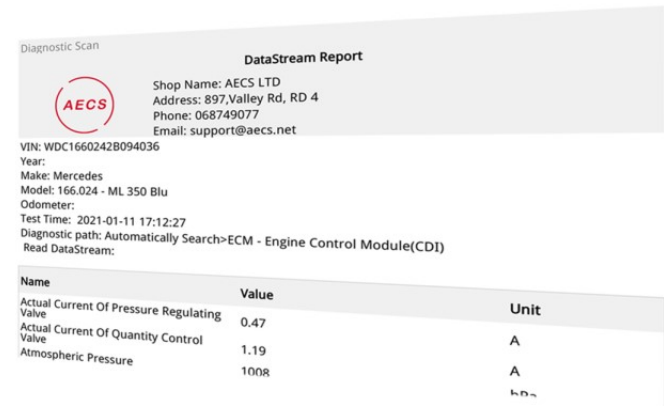 Diagnostic Scan
DataStream Report
AECS
Shop Name: AECS LTD
Address: 897,Valley Rd, RD 4
Phone: 068749077
Email: support@aecs.net
VIN: WDC1660242B094036
Year:
Make: Mercedes
Model: 166.024 - ML 350 Blu
Odometer:
Test Time: 2021-01-11 17:12:27
Diagnostic path: Automatically Search>ECM - Engine Control Module(CDI)
Read DataStream:
Name Value Unit
Actual Current Of Pressure Regulating
Valve 0.47 A
Actual Current Of Quantity Control
Valve 1.19 A
Atmospheric Pressure 1008 hPa